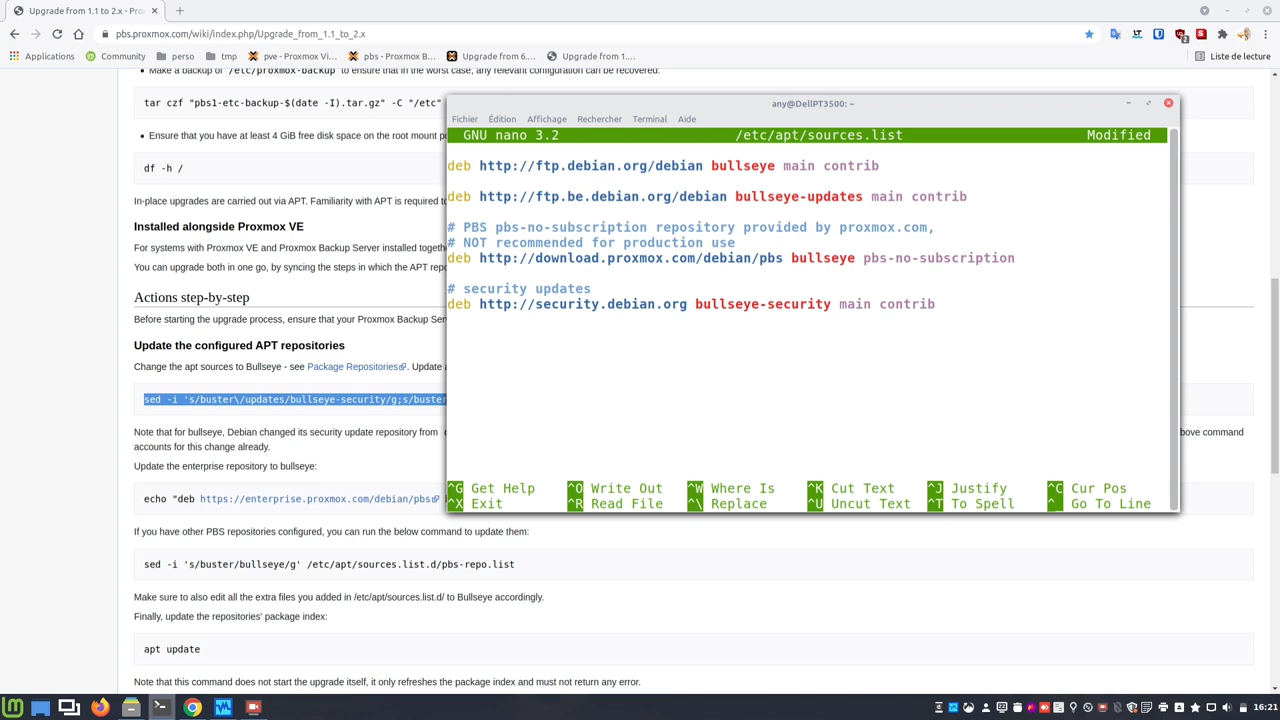 Upgrade from 1.1 to 2.x - Pro
pbs.proxmox.com/wiki/index.php/Upgrade_from_1.1_to_2.x
Applications
Community
perso
tmp
pve - Proxmox Vi...
pbs - Proxmox B...
Upgrade from 6....
Upgrade from 1....
Liste de lecture
Make a backup of /etc/proxmox-backup to ensure that in the worst case, any relevant configuration can be recovered:
tar czf "pbs1-etc-backup-$(date -I).tar.gz" -C "/etc"
Ensure that you have at least 4 GiB free disk space on the root mount p
df -h /
In-place upgrades are carried out via APT. Familiarity with APT is required to
Installed alongside Proxmox VE
For systems with Proxmox VE and Proxmox Backup Server installed togeth
You can upgrade both in one go, by syncing the steps in which the APT repo
Actions step-by-step
Before starting the upgrade process, ensure that your Proxmox Backup Ser
Update the configured APT repositories
Change the apt sources to Bullseye - see Package Repositories. Update a
sed -i 's/buster\/updates/bullseye-security/g;s/buster
Note that for bullseye, Debian changed its security update repository from
bove command
accounts for this change already.
Update the enterprise repository to bullseye:
echo "deb https://enterprise.proxmox.com/debian/pbs
If you have other PBS repositories configured, you can run the below command to update them:
sed -i 's/buster/bullseye/g' /etc/apt/sources.list.d/pbs-repo.list
Make sure to also edit all the extra files you added in /etc/apt/sources.list.d/ to Bullseye accordingly.
Finally, update the repositories' package index:
apt update
Note that this command does not start the upgrade itself, it only refreshes the package index and must not return any error.
any@DellPT3500: ~
Fichier Édition Affichage Rechercher Terminal Aide
GNU nano 3.2 /etc/apt/sources.list Modified
deb http://ftp.debian.org/debian bullseye main contrib
deb http://ftp.be.debian.org/debian bullseye-updates main contrib
# PBS pbs-no-subscription repository provided by proxmox.com,
# NOT recommended for production use
deb http://download.proxmox.com/debian/pbs bullseye pbs-no-subscription
# security updates
deb http://security.debian.org bullseye-security main contrib
^G Get Help ^O Write Out ^W Where Is ^K Cut Text ^J Justify ^C Cur Pos
^X Exit ^R Read File ^\ Replace ^U Uncut Text ^T To Spell ^_ Go To Line
16:21